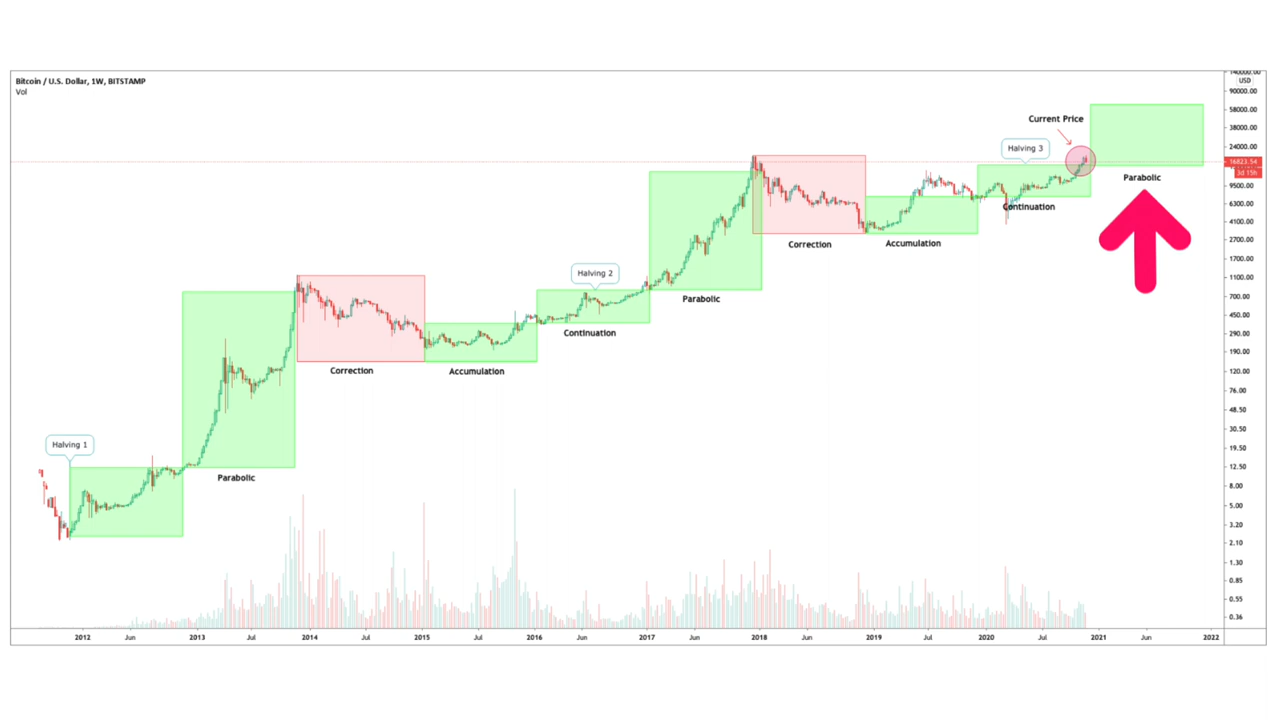 Bitcoin / U.S. Dollar, 1W, BITSTAMP
Vol
USD
90000.00
58000.00
Current Price
38000.00
Halving 3
24000.00
16823.54
3d 15h
Parabolic
9500.00
6300.00
Continuation
4100.00
Correction
Accumulation
2700.00
1700.00
Halving 2
1100.00
Parabolic
700.00
450.00
Continuation
290.00
190.00
Correction
Accumulation
120.00
76.00
48.50
30.50
Halving 1
19.50
12.50
Parabolic
8.00
5.00
3.20
2.10
1.30
0.85
0.55
0.36
2012 Jun 2013 Jul 2014 Jul 2015 Jul 2016 Jun 2017 Jun 2018 Jun 2019 Jul 2020 Jul 2021 Jun 2022